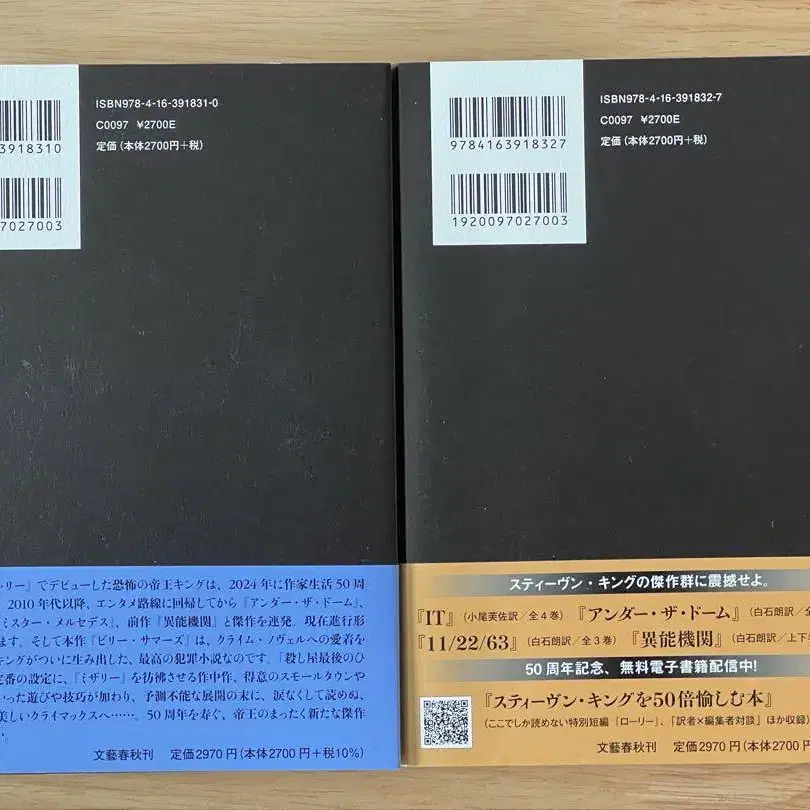 3918310
7027003
ISBN978-4-16-391831-0
C0097 ¥2700E
定価（本体2700円＋税）
リー』でデビューした恐怖の帝王キングは、2024年に作家生活50周
2010年代以降、エンタメ路線に回帰してから『アンダー・ザ・ドーム』、
ミスター・メルセデス』、前作『異能機関』と傑作を連発。現在進行形
ます。そして本作『ビリー・サマーズ』は、クライム・ノヴェルへの愛着を
キングがついに生み出した、最高の犯罪小説なのです。「殺し屋最後のひ
定番の設定に、『ミザリー』を彷彿させる作中作、得意のスモールタウンや
った遊びや技巧が加わり、予測不能な展開の末に、涙なくして読めぬ、
美しいクライマックスへ……。50周年を寿ぐ、帝王のまったく新たな傑作
文藝春秋刊 定価2970円（本体2700円＋税10%）
9784163918327
1920097027003
ISBN978-4-16-391832-7
C0097 ¥2700E
定価（本体2700円＋税）
スティーヴン・キングの傑作群に震撼せよ。
『IT』（小尾芙佐訳／全4巻）『アンダー・ザ・ドーム』（白石朗訳／全
『11/22/63』（白石朗訳／全3巻）『異能機関』（白石朗訳／上下
50周年記念、無料電子書籍配信中！
『スティーヴン・キングを50倍愉しむ本』
（ここでしか読めない特別短編「ローリー」、「訳者×編集者対談」ほか収録）
文藝春秋刊 定価2970円（本体2700円